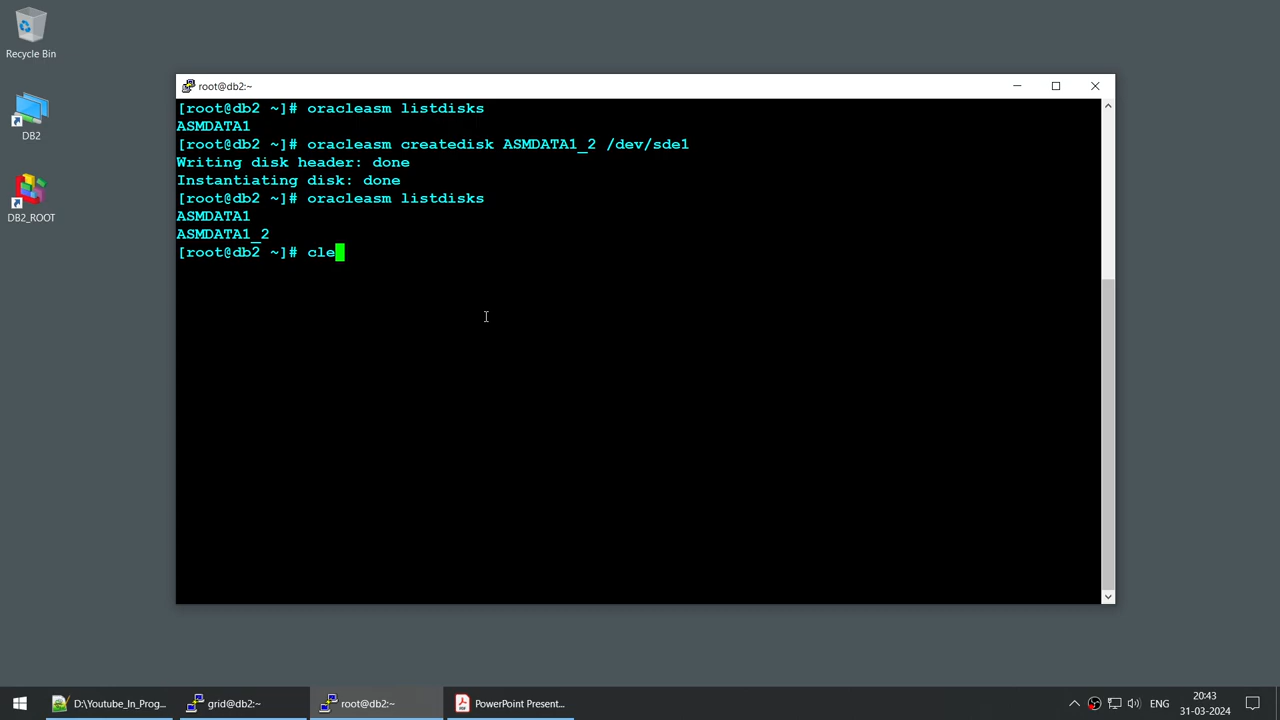 Recycle Bin
DB2
DB2_ROOT
root@db2:~
[root@db2 ~]# oracleasm listdisks
ASMDATA1
[root@db2 ~]# oracleasm createdisk ASMDATA1_2 /dev/sde1
Writing disk header: done
Instantiating disk: done
[root@db2 ~]# oracleasm listdisks
ASMDATA1
ASMDATA1_2
[root@db2 ~]# cle
D:\Youtube_In_Prog...
grid@db2:~
root@db2:~
PowerPoint Present...
ENG
20:43
31-03-2024